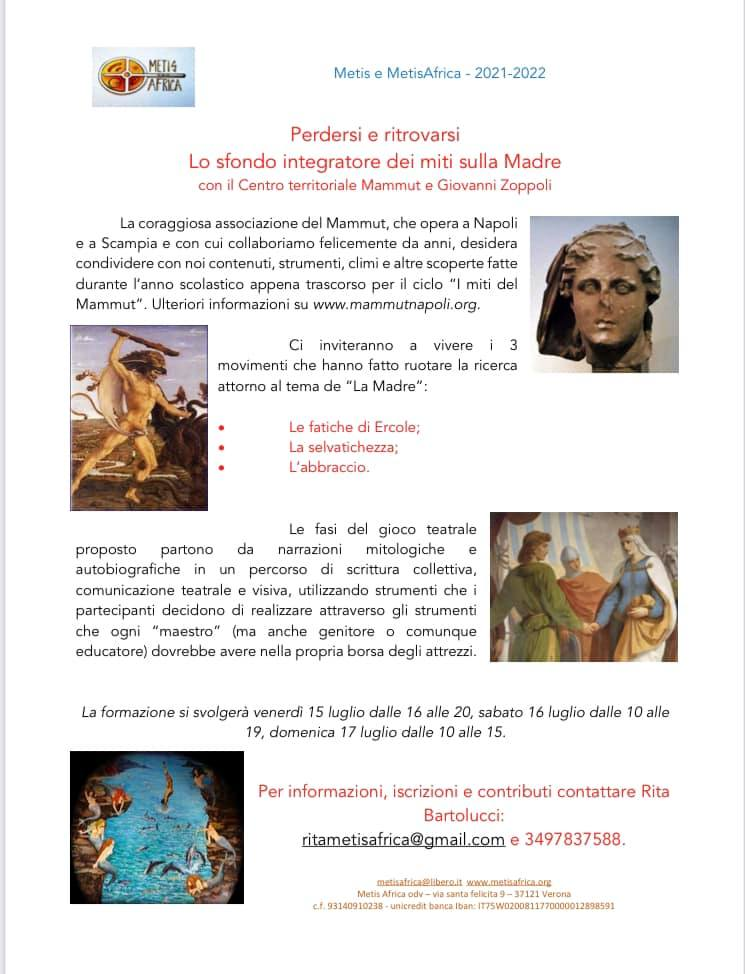 METIS
AFRICA
Metis e MetisAfrica - 2021-2022
Perdersi e ritrovarsi
Lo sfondo integratore dei miti sulla Madre
con il Centro territoriale Mammut e Giovanni Zoppoli
La coraggiosa associazione del Mammut, che opera a Napoli
e a Scampia e con cui collaboriamo felicemente da anni, desidera
condividere con noi contenuti, strumenti, climi e altre scoperte fatte
durante l'anno scolastico appena trascorso per il ciclo "I miti del
Mammut". Ulteriori informazioni su www.mammutnapoli.org.
Ci inviteranno a vivere i 3
movimenti che hanno fatto ruotare la ricerca
attorno al tema de "La Madre":
• Le fatiche di Ercole;
• La selvatichezza;
• L'abbraccio.
Le fasi del gioco teatrale
proposto partono da narrazioni mitologiche e
autobiografiche in un percorso di scrittura collettiva,
comunicazione teatrale e visiva, utilizzando strumenti che i
partecipanti decidono di realizzare attraverso gli strumenti
che ogni "maestro" (ma anche genitore o comunque
educatore) dovrebbe avere nella propria borsa degli attrezzi.
La formazione si svolgerà venerdì 15 luglio dalle 16 alle 20, sabato 16 luglio dalle 10 alle
19, domenica 17 luglio dalle 10 alle 15.
Per informazioni, iscrizioni e contributi contattare Rita
Bartolucci:
ritametisafrica@gmail.com e 3497837588.
metisafrica@libero.it www.metisafrica.org
Metis Africa odv – via santa felicita 9 – 37121 Verona
c.f. 93140910238 - unicredit banca Iban: IT75W0200811770000012898591